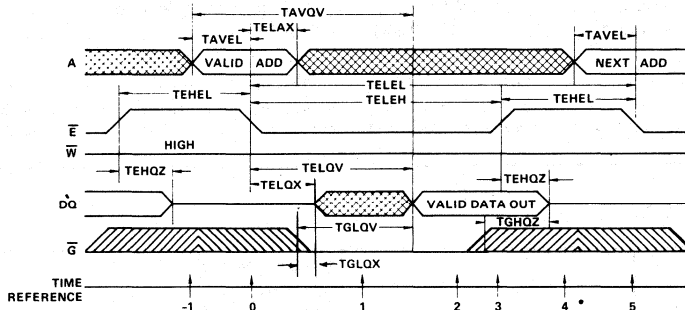 TAVQV
TAVEL TELAX TAVEL
A VALID ADD NEXT ADD
TELEL
TEHEL TELEH TEHEL
E
W HIGH
TELQV
TEHQZ TELQX TEHQZ
DQ VALID DATA OUT
TGLQV TGHQZ
G
TGLQX
TIME
REFERENCE
-1 0 1 2 3 4 5